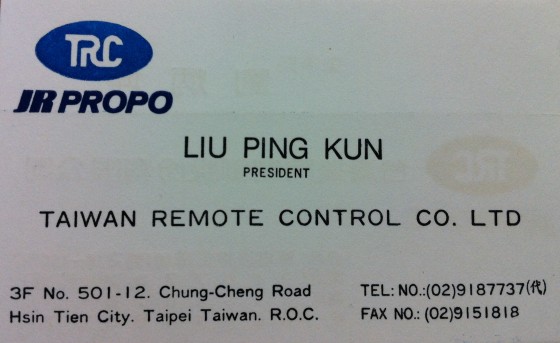 TRC
JR PROPO
LIU PING KUN
PRESIDENT
TAIWAN REMOTE CONTROL CO. LTD
3F No. 501-12. Chung-Cheng Road
Hsin Tien City. Taipei Taiwan. R.O.C.
TEL: NO.:(02)9187737(代)
FAX NO.: (02)9151818